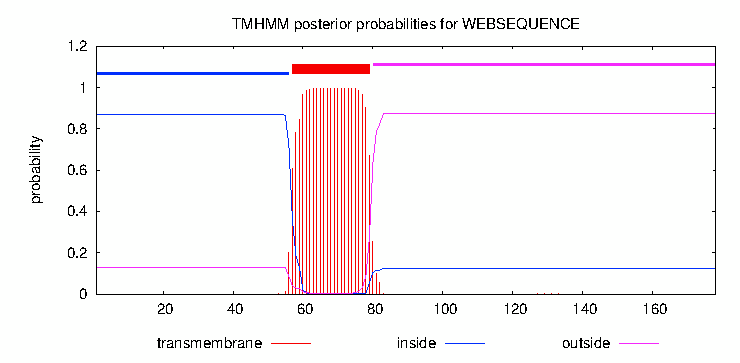 TMHMM posterior probabilities for WEBSEQUENCE
1.2
1
0.8
0.6
0.4
0.2
0
probability
20 40 60 80 100 120 140 160
transmembrane inside outside